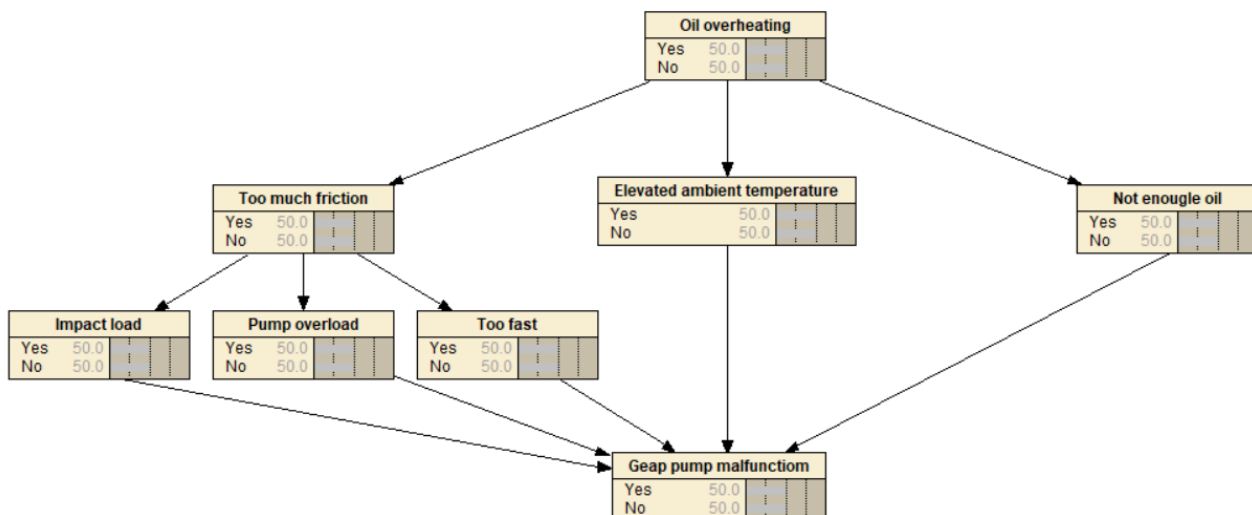 Oil overheating
Yes 50.0
No 50.0
Too much friction
Yes 50.0
No 50.0
Elevated ambient temperature
Yes 50.0
No 50.0
Not enougle oil
Yes 50.0
No 50.0
Impact load
Yes 50.0
No 50.0
Pump overload
Yes 50.0
No 50.0
Too fast
Yes 50.0
No 50.0
Geap pump malfunctiom
Yes 50.0
No 50.0